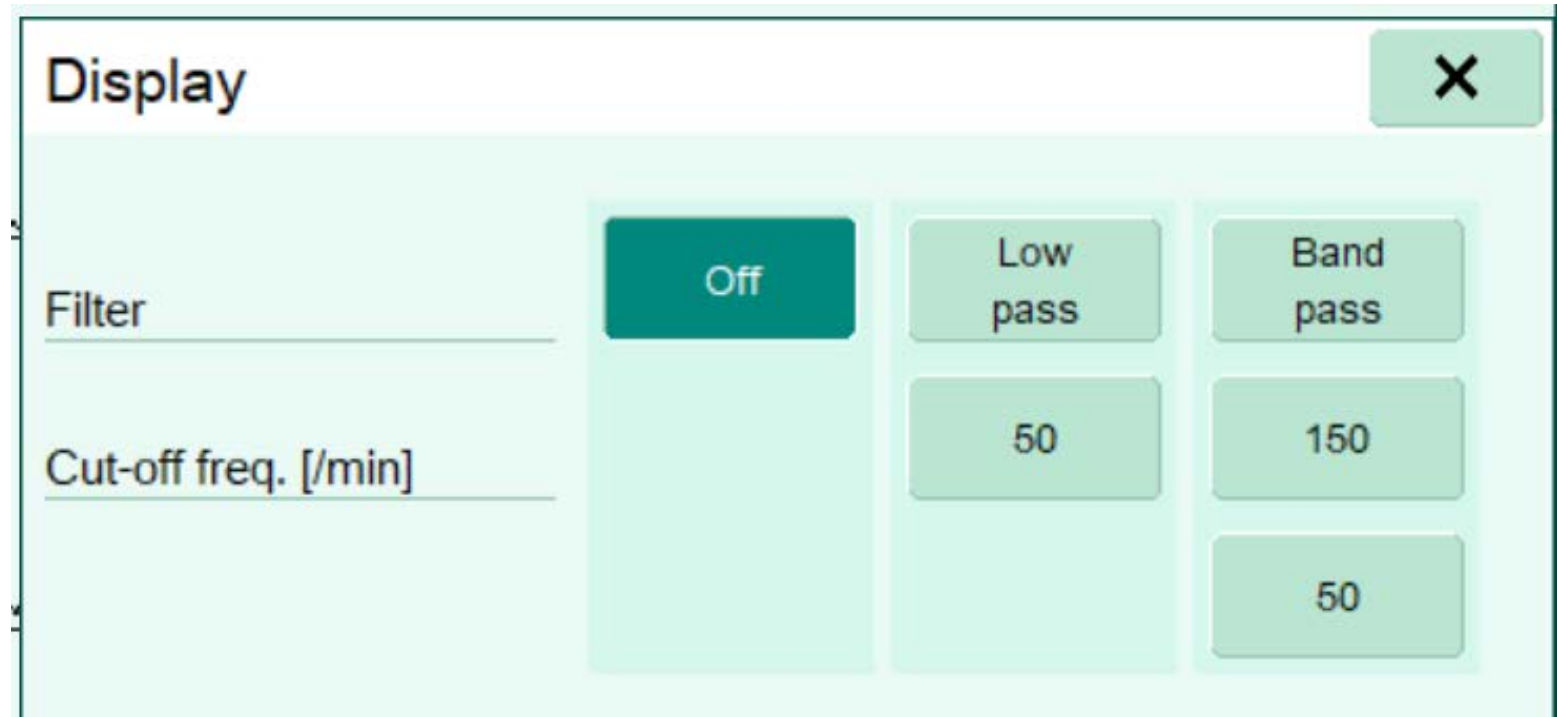 Display
Off
Low
pass
Band
pass
Filter
50
150
Cut-off freq. [/min]
50